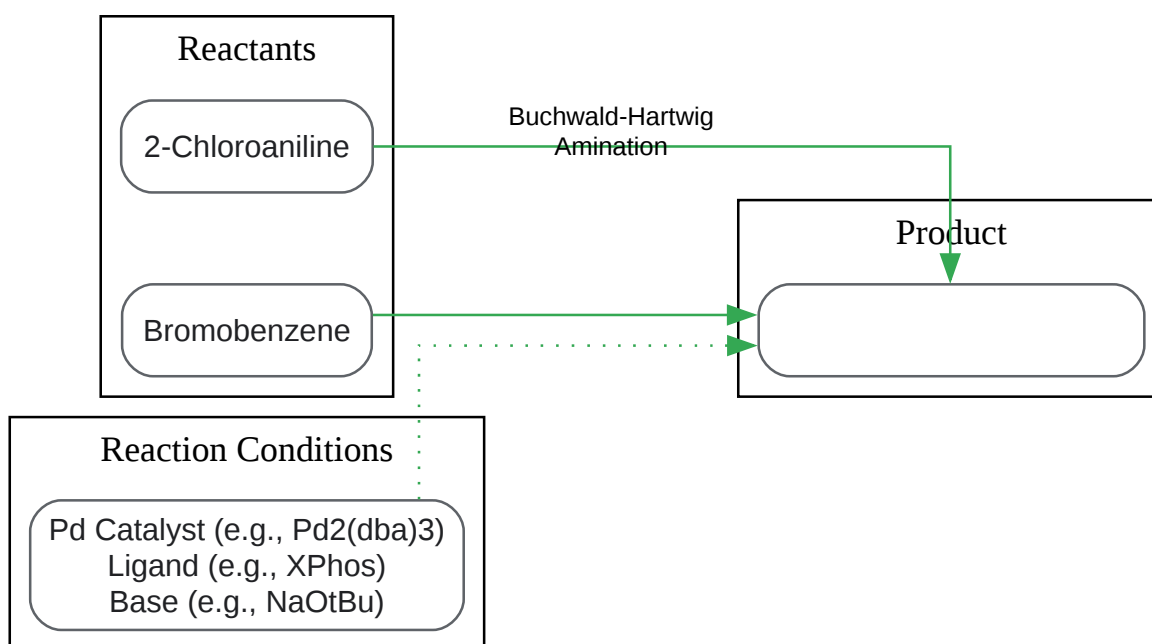 Reactants
2-Chloroaniline
Buchwald-Hartwig
Amination
Product
Bromobenzene
Reaction Conditions
Pd Catalyst (e.g., Pd2(dba)3)
Ligand (e.g., XPhos)
Base (e.g., NaOtBu)